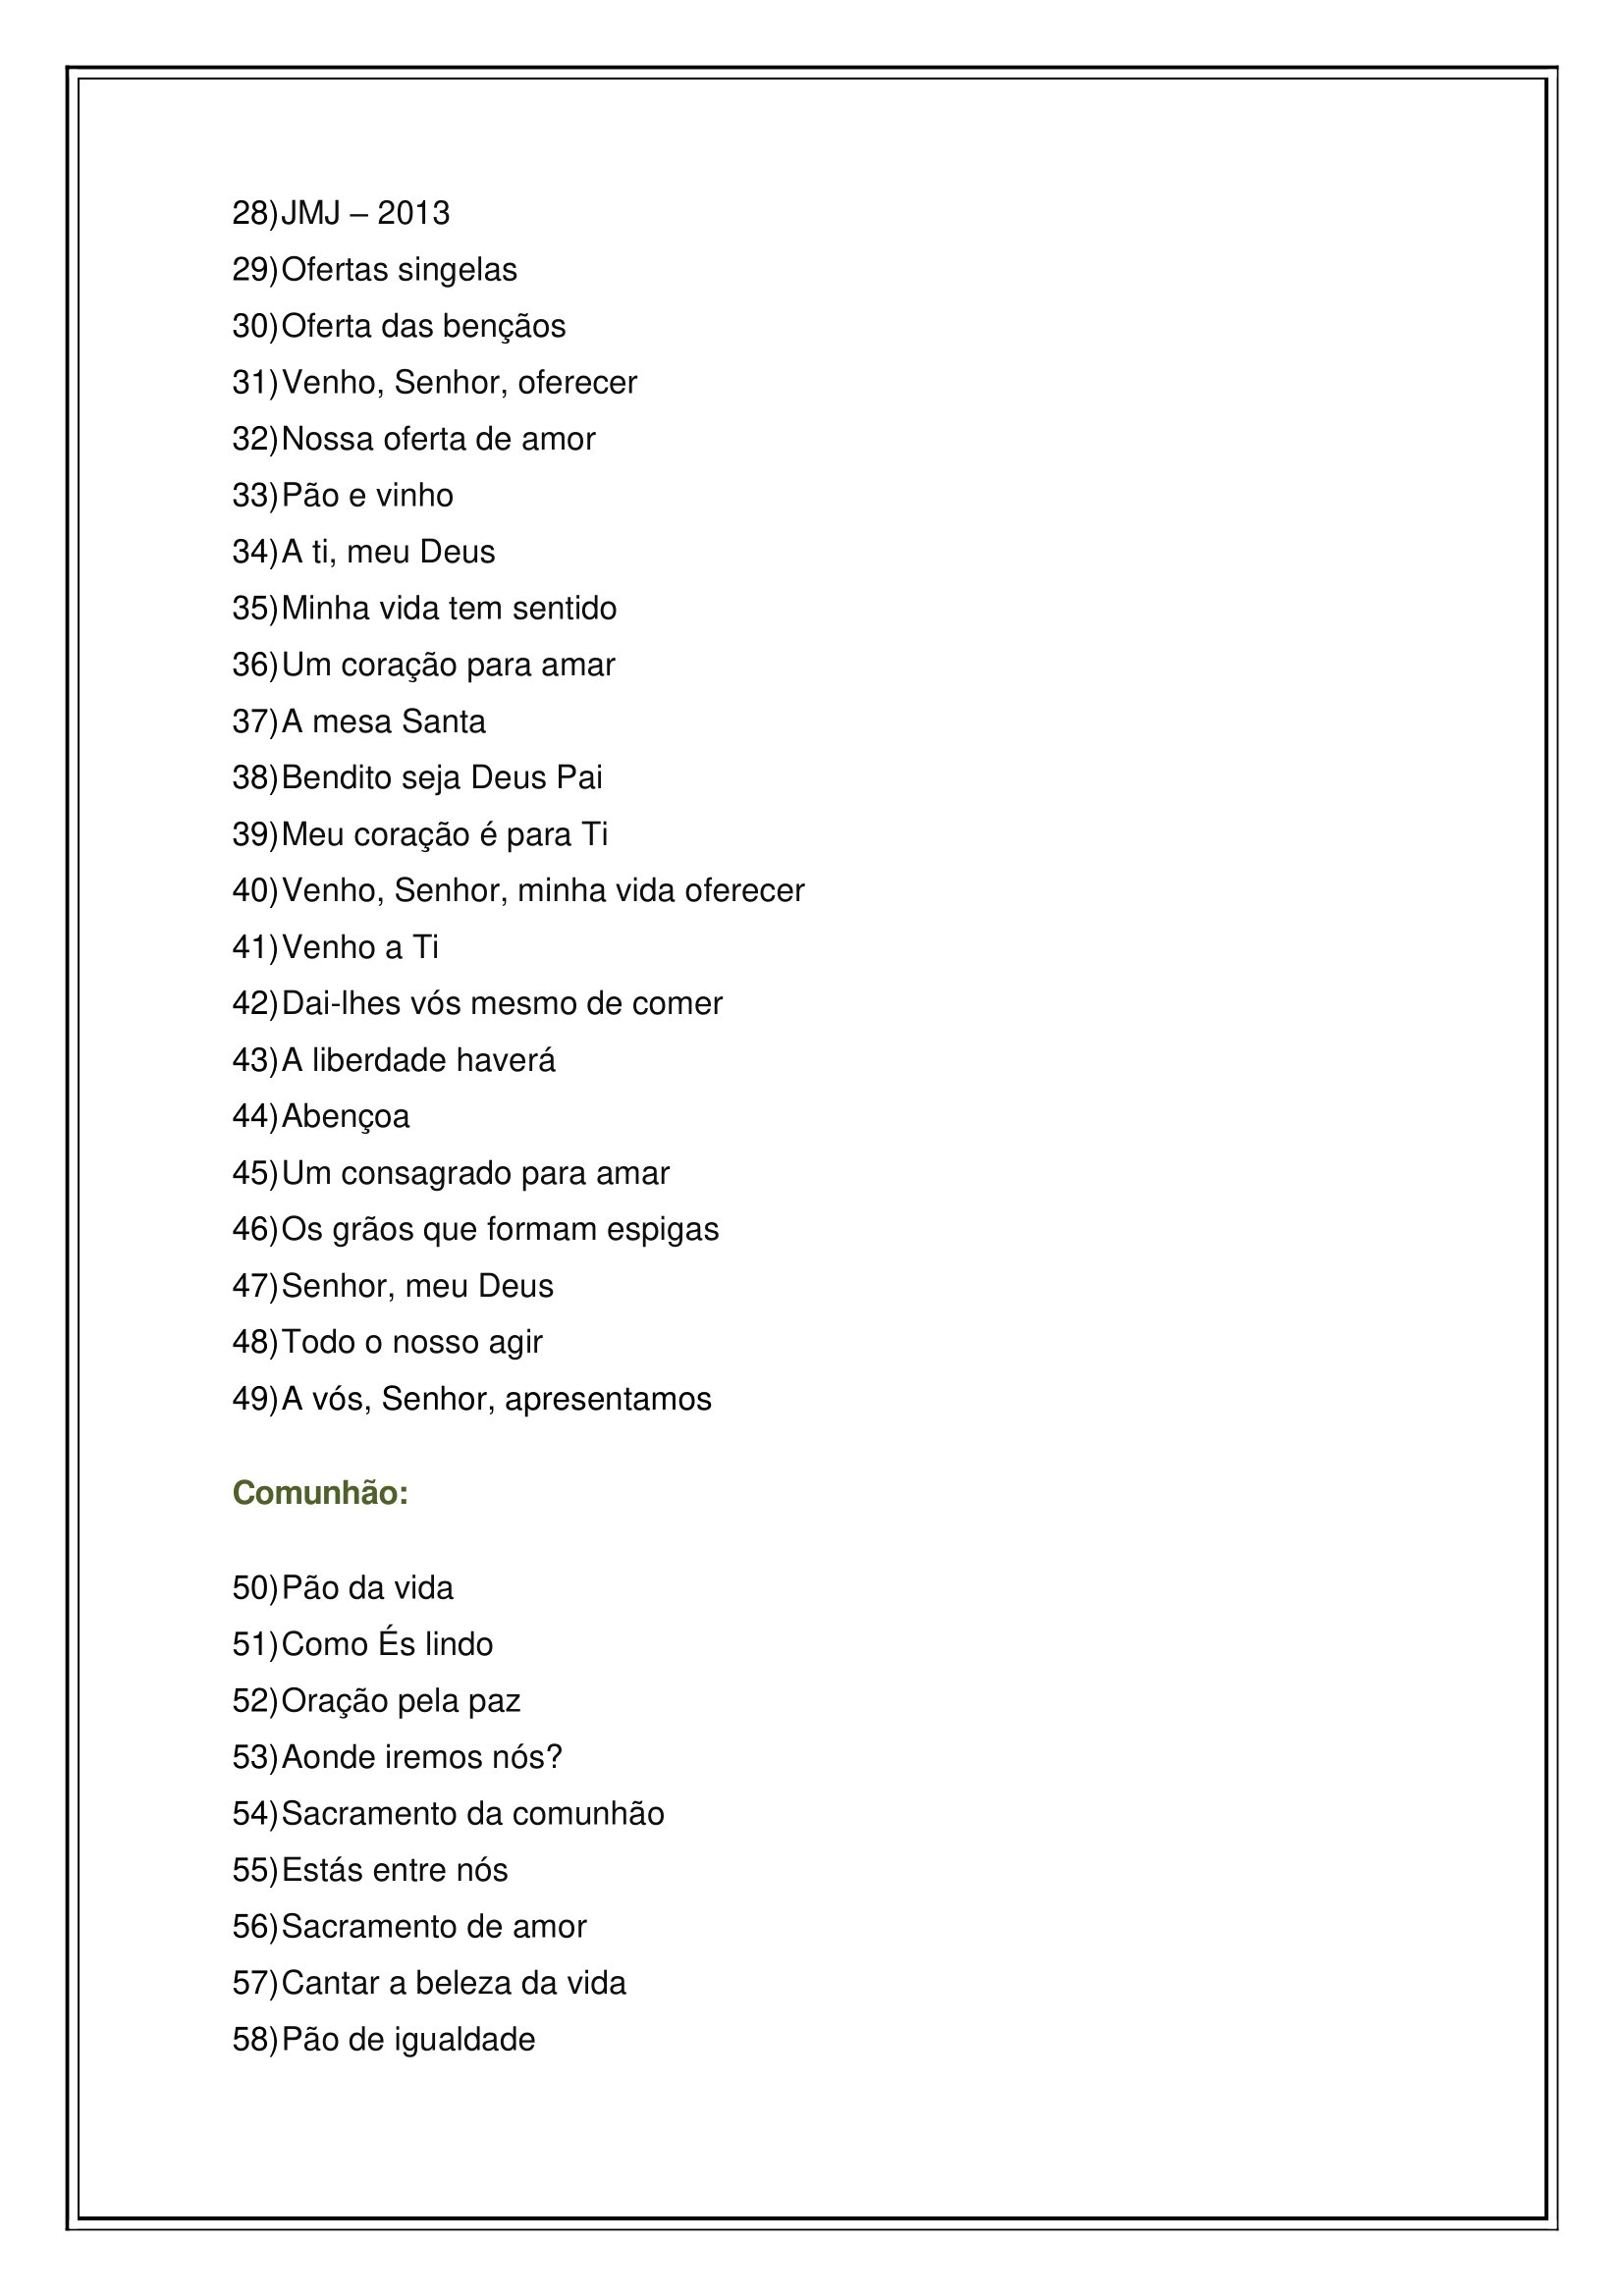 28) JMJ – 2013
29) Ofertas singelas
30) Oferta das bençãos
31) Venho, Senhor, oferecer
32) Nossa oferta de amor
33) Pão e vinho
34) A ti, meu Deus
35) Minha vida tem sentido
36) Um coração para amar
37) A mesa Santa
38) Bendito seja Deus Pai
39) Meu coração é para Ti
40) Venho, Senhor, minha vida oferecer
41) Venho a Ti
42) Dai-lhes vós mesmo de comer
43) A liberdade haverá
44) Abençoa
45) Um consagrado para amar
46) Os grãos que formam espigas
47) Senhor, meu Deus
48) Todo o nosso agir
49) A vós, Senhor, apresentamos
Comunhão:
50) Pão da vida
51) Como És lindo
52) Oração pela paz
53) Aonde iremos nós?
54) Sacramento da comunhão
55) Estás entre nós
56) Sacramento de amor
57) Cantar a beleza da vida
58) Pão de igualdade